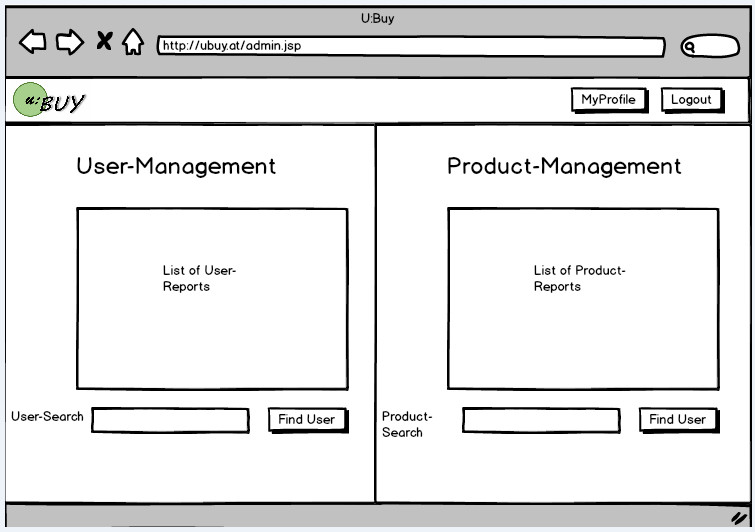 U:Buy
http://ubuy.at/admin.jsp
u:BUY
MyProfile
Logout
User-Management
Product-Management
List of User-
Reports
List of Product-
Reports
User-Search
Find User
Product-
Search
Find User